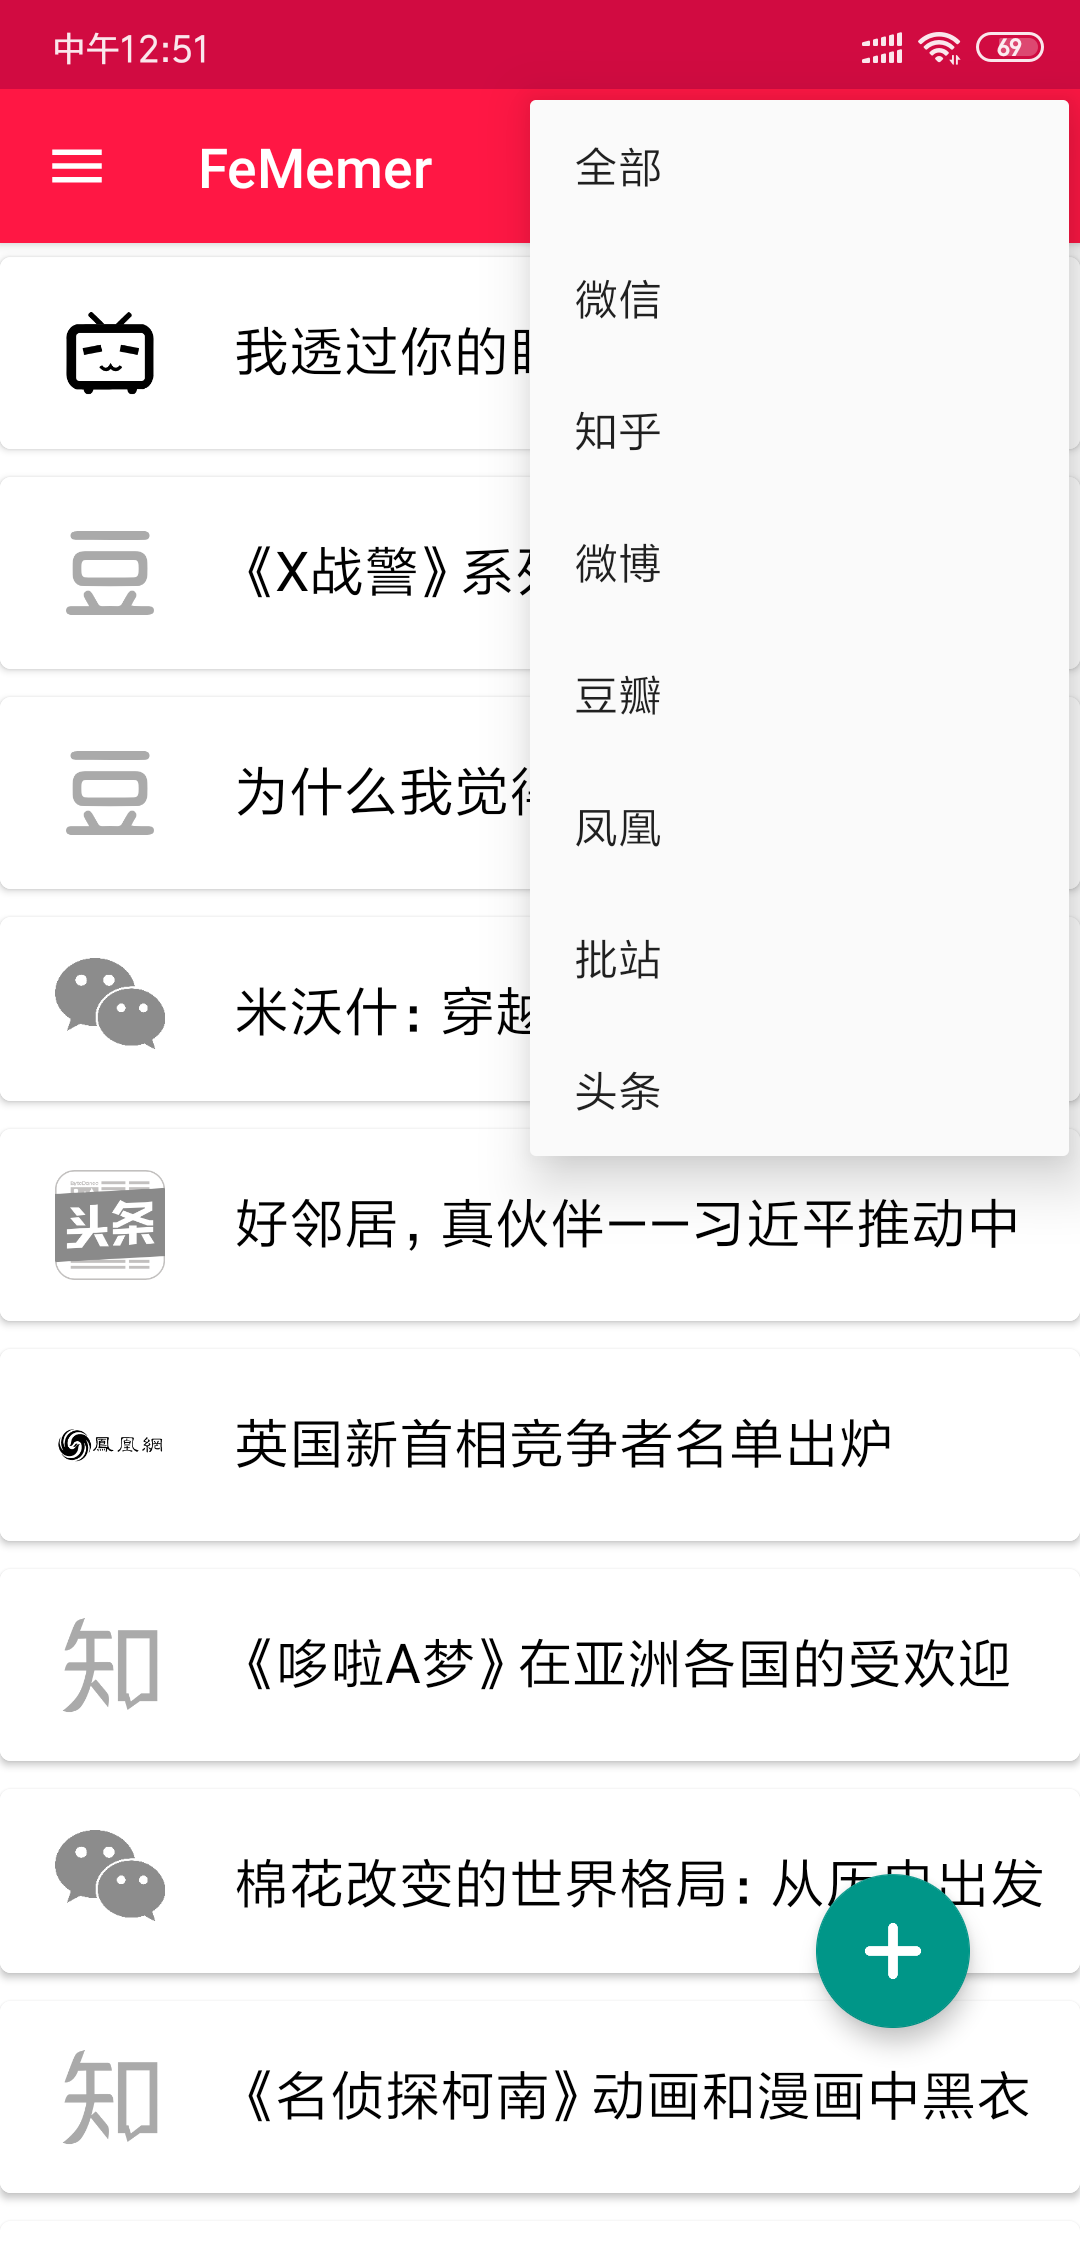 中午12:51
69
FeMemer
全部
微信
知乎
微博
豆瓣
凤凰
批站
头条
我透过你的
豆
《X战警》系列
豆
为什么我觉得
米沃什：穿越
头条
好邻居，真伙伴——习近平推动中
鳳凰網
英国新首相竞争者名单出炉
知
《哆啦A梦》在亚洲各国的受欢迎
棉花改变的世界格局：从历史出发
知
《名侦探柯南》动画和漫画中黑衣